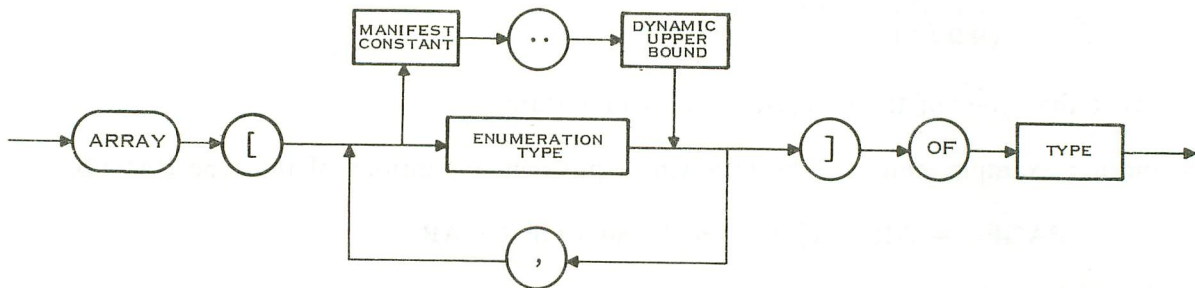 MANIFEST
CONSTANT
..
DYNAMIC
UPPER
BOUND
ARRAY
[
ENUMERATION
TYPE
]
OF
TYPE
,